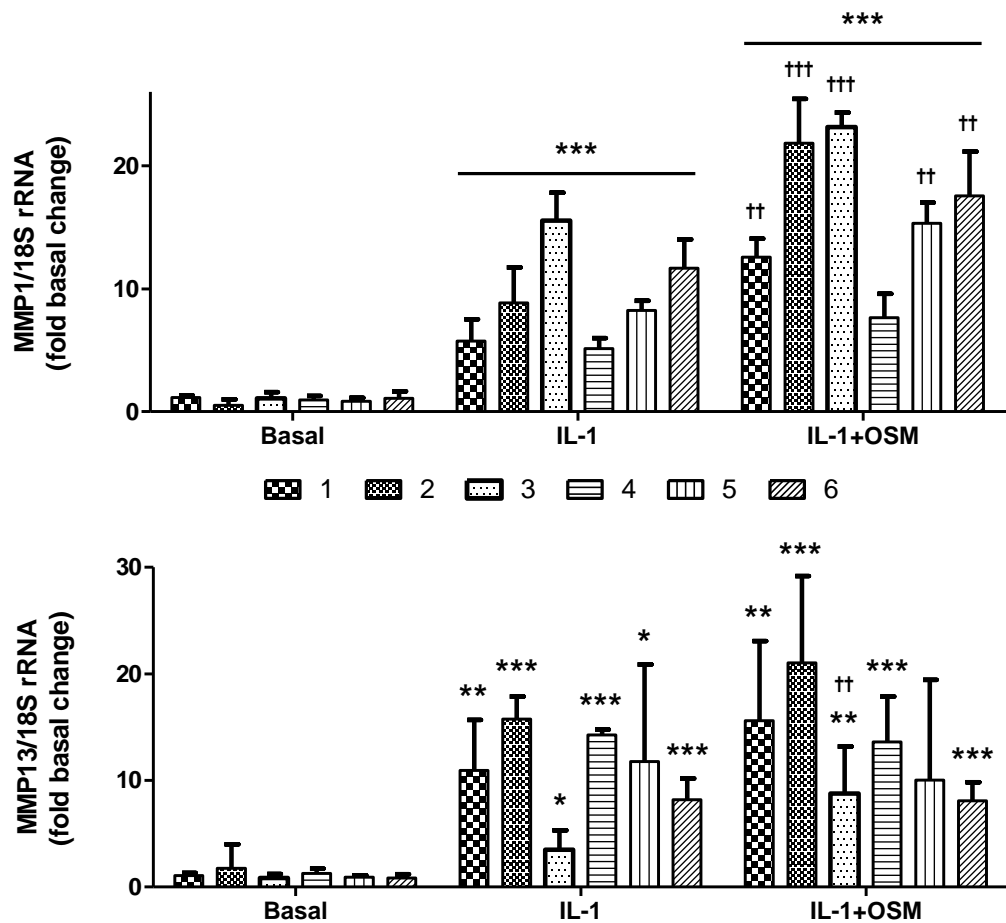 ***
††† †††
†† †† ††
***
MMP1/18S rRNA
(fold basal change)
20
10
0
Basal IL-1 IL-1+OSM
1 2 3 4 5 6
MMP13/18S rRNA
(fold basal change)
30
20
10
0
** *** * *** * ***
** *** †† ** *** ***
Basal IL-1 IL-1+OSM